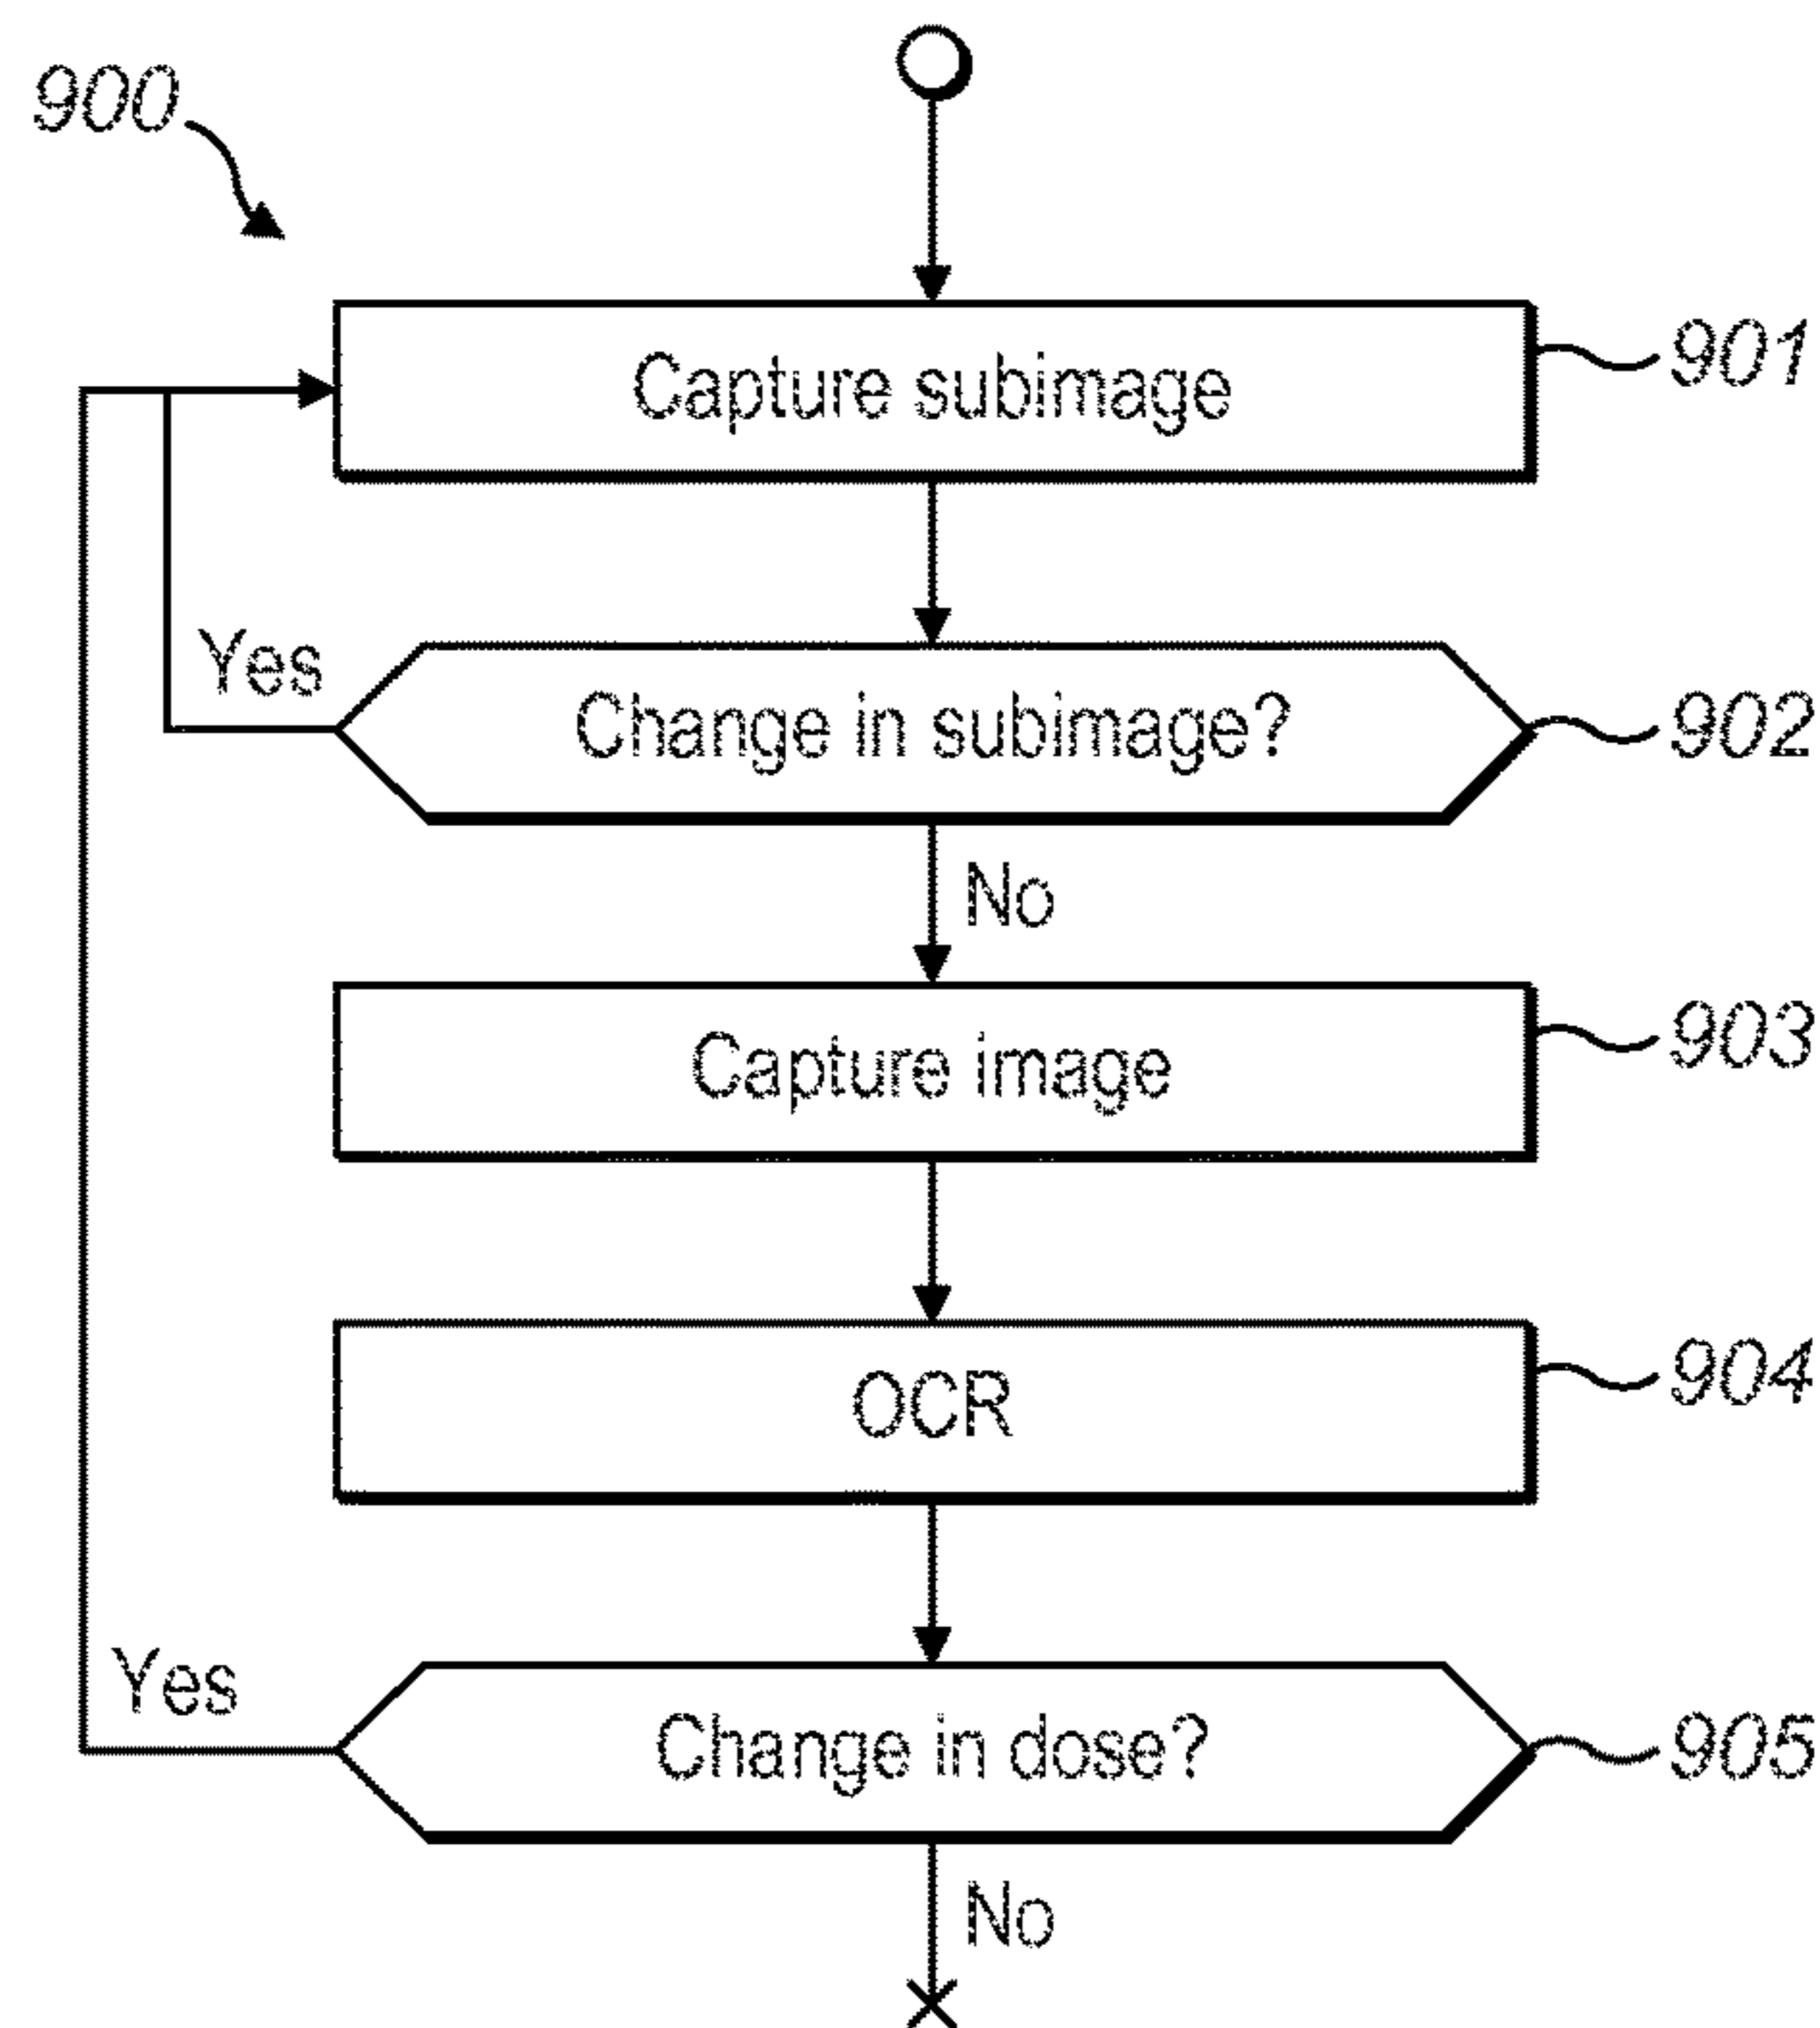 900
Capture subimage
901
Yes
Change in subimage?
902
No
Capture image
903
OCR
904
Yes
Change in dose?
905
No